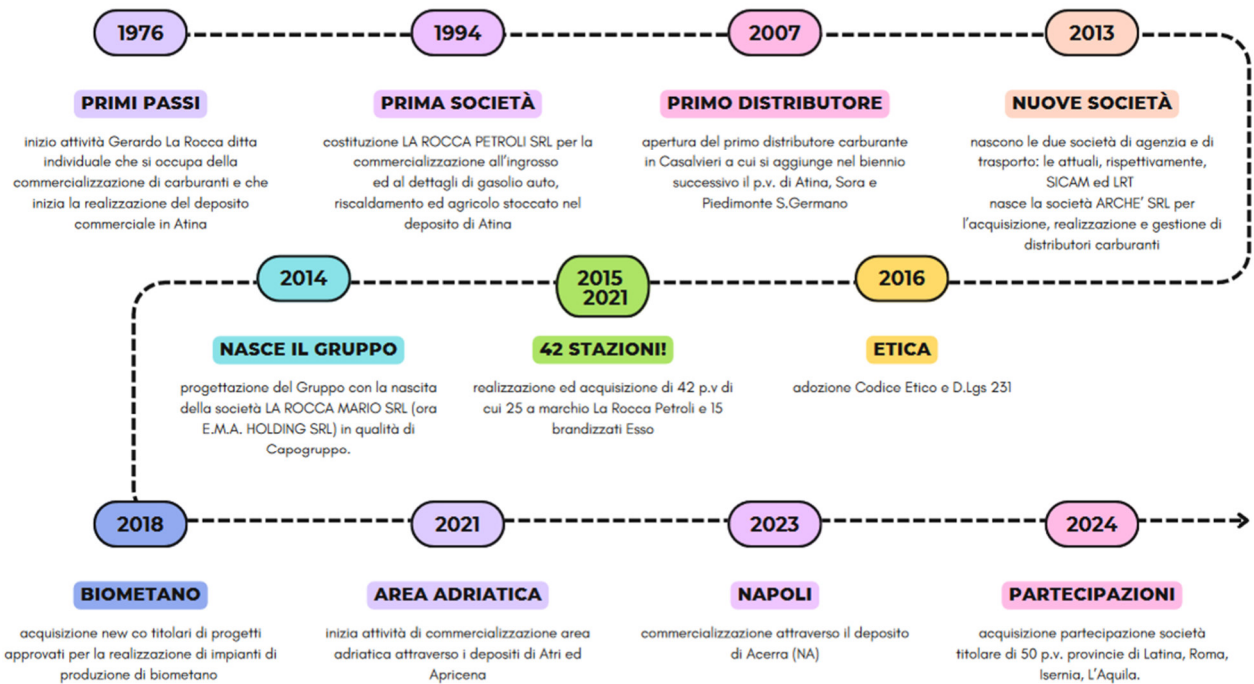 1976
PRIMI PASSI
inizio attività Gerardo La Rocca ditta
individuale che si occupa della
commercializzazione di carburanti e che
inizia la realizzazione del deposito
commerciale in Atina
1994
PRIMA SOCIETÀ
costituzione LA ROCCA PETROLI SRL per la
commercializzazione all'ingrosso
ed al dettagli di gasolio auto,
riscaldamento ed agricolo stoccato nel
deposito di Atina
2007
PRIMO DISTRIBUTORE
apertura del primo distributore carburante
in Casalvieri a cui si aggiunge nel biennio
successivo il p.v. di Atina, Sora e
Piedimonte S.Germano
2013
NUOVE SOCIETÀ
nascono le due società di agenzia e di
trasporto: le attuali, rispettivamente,
SICAM ed LRT
nasce la società ARCHE' SRL per
l'acquisizione, realizzazione e gestione di
distributori carburanti
2014
NASCE IL GRUPPO
progettazione del Gruppo con la nascita
della società LA ROCCA MARIO SRL (ora
E.M.A. HOLDING SRL) in qualità di
Capogruppo.
2015
2021
42 STAZIONI!
realizzazione ed acquisizione di 42 p.v di
cui 25 a marchio La Rocca Petroli e 15
brandizzati Esso
2016
ETICA
adozione Codice Etico e D.Lgs 231
2018
BIOMETANO
acquisizione new co titolari di progetti
approvati per la realizzazione di impianti di
produzione di biometano
2021
AREA ADRIATICA
inizia attività di commercializzazione area
adriatica attraverso i depositi di Atri ed
Apricena
2023
NAPOLI
commercializzazione attraverso il deposito
di Acerra (NA)
2024
PARTECIPAZIONI
acquisizione partecipazione società
titolare di 50 p.v. provincie di Latina, Roma,
Isernia, L'Aquila.